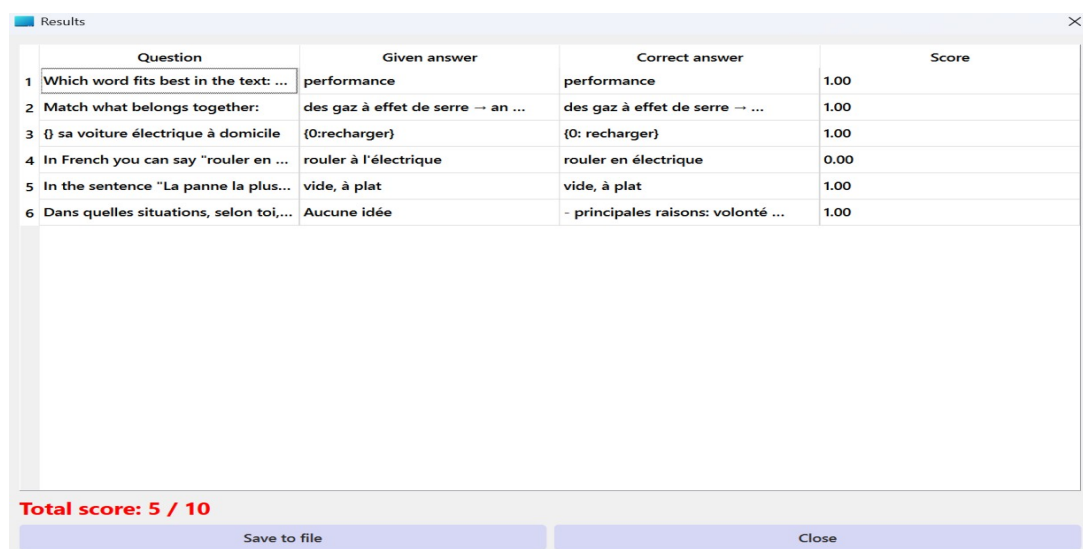 Results
Question Given answer Correct answer Score
1 Which word fits best in the text: ... performance performance 1.00
2 Match what belongs together: des gaz à effet de serre → an ... des gaz à effet de serre → ... 1.00
3 {} sa voiture électrique à domicile {0:recharger} {0: recharger} 1.00
4 In French you can say "rouler en ... rouler à l'électrique rouler en électrique 0.00
5 In the sentence "La panne la plus... vide, à plat vide, à plat 1.00
6 Dans quelles situations, selon toi,... Aucune idée - principales raisons: volonté ... 1.00
Total score: 5 / 10
Save to file Close